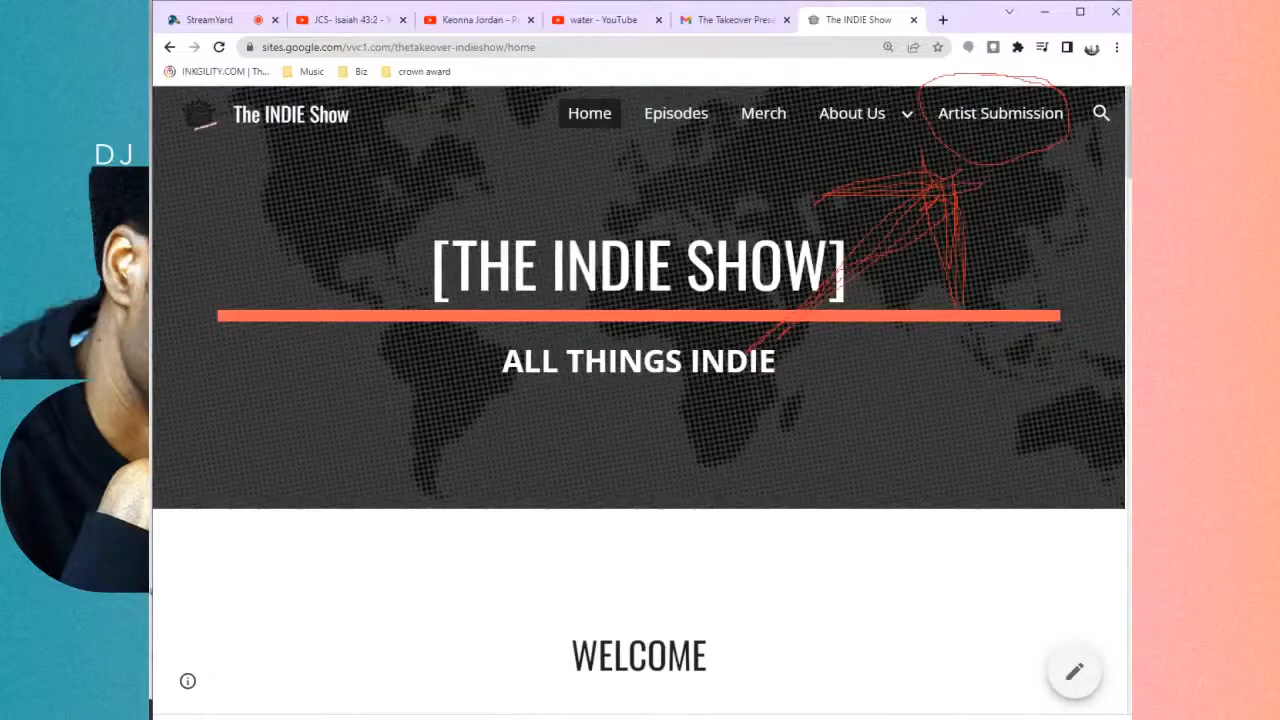 StreamYard
JCS- Isaiah 43:2 -
Keonna Jordan -
water - YouTube
The Takeover Pres
The INDIE Show
sites.google.com/vvc1.com/thetakeover-indieshow/home
INKGILITY.COM | Th...
Music
Biz
crown award
The INDIE Show
Home
Episodes
Merch
About Us
Artist Submission
DJ
[THE INDIE SHOW]
ALL THINGS INDIE
WELCOME